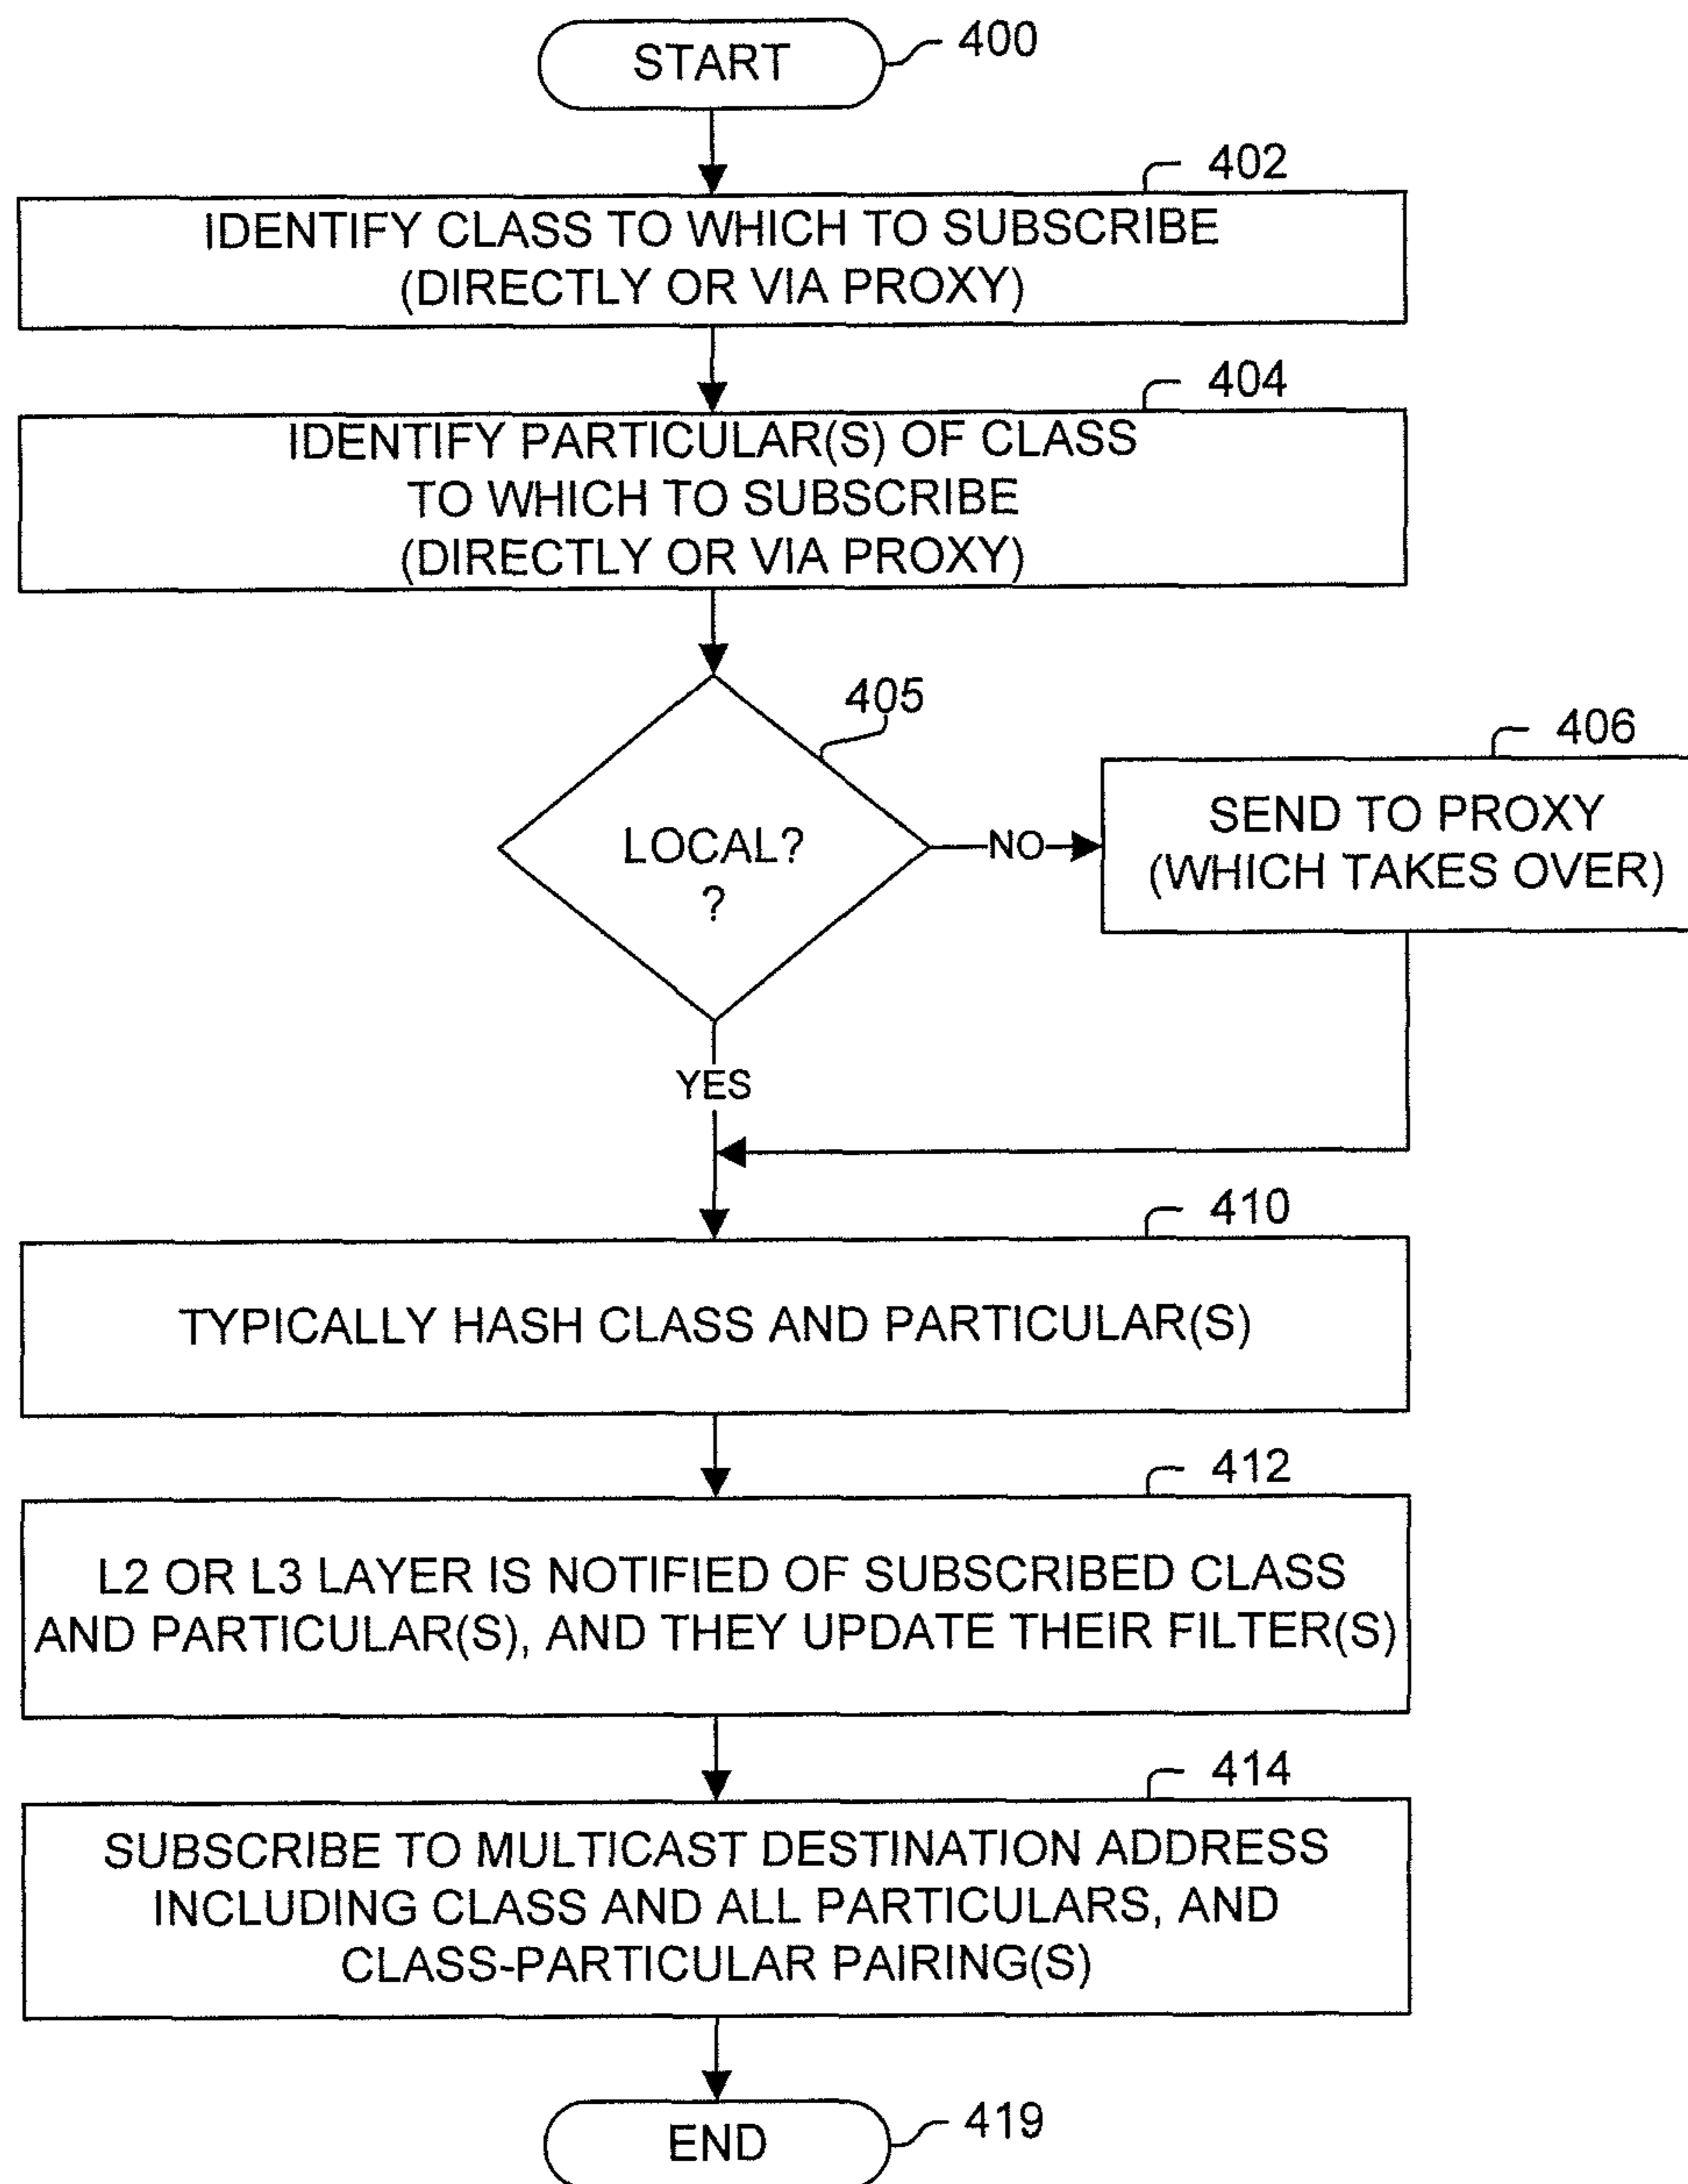 START
400
402
IDENTIFY CLASS TO WHICH TO SUBSCRIBE
(DIRECTLY OR VIA PROXY)
404
IDENTIFY PARTICULAR(S) OF CLASS
TO WHICH TO SUBSCRIBE
(DIRECTLY OR VIA PROXY)
405
LOCAL?
?
NO
406
SEND TO PROXY
(WHICH TAKES OVER)
YES
410
TYPICALLY HASH CLASS AND PARTICULAR(S)
412
L2 OR L3 LAYER IS NOTIFIED OF SUBSCRIBED CLASS
AND PARTICULAR(S), AND THEY UPDATE THEIR FILTER(S)
414
SUBSCRIBE TO MULTICAST DESTINATION ADDRESS
INCLUDING CLASS AND ALL PARTICULARS, AND
CLASS-PARTICULAR PAIRING(S)
END
419